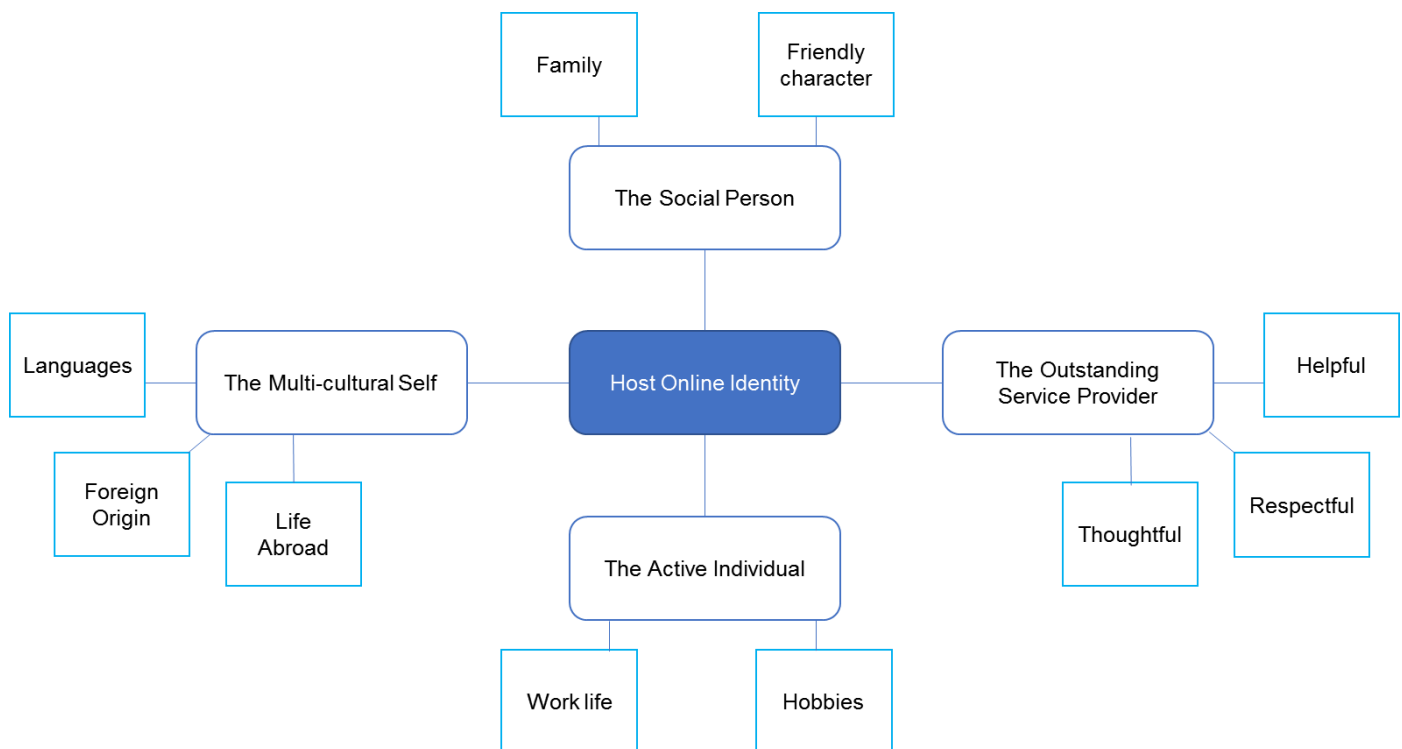 Family
Friendly
character
The Social Person
Languages
The Multi-cultural Self
Host Online Identity
The Outstanding
Service Provider
Helpful
Foreign
Origin
Life
Abroad
Thoughtful
Respectful
The Active Individual
Work life
Hobbies